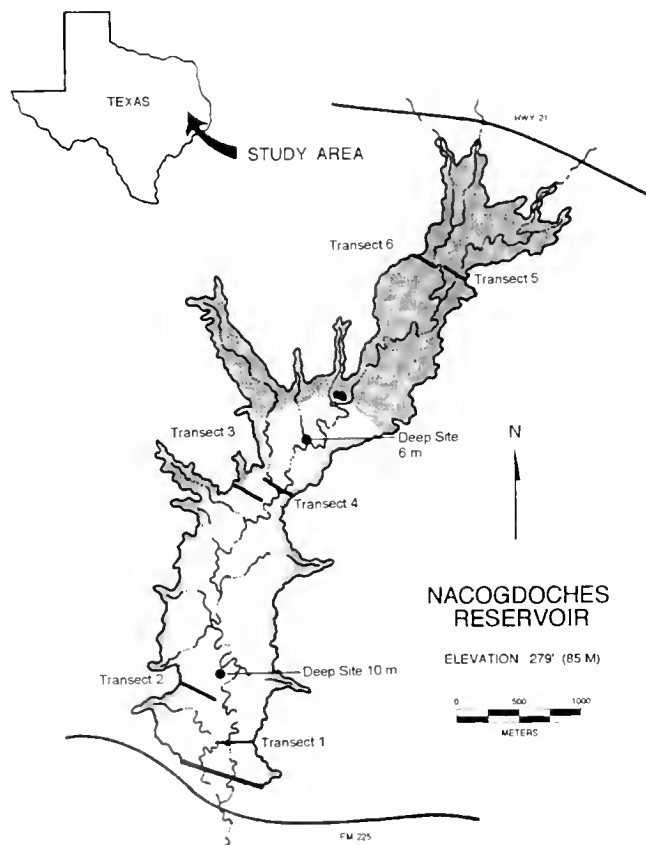 TEXAS
STUDY AREA
HWY 21
Transect 6
Transect 5
Transect 3
Deep Site
6 m
N
Transect 4
NACOGDOCHES
RESERVOIR
ELEVATION 279' (85 M)
Deep Site 10 m
Transect 2
0 500 1000
METERS
Transect 1
FM 225